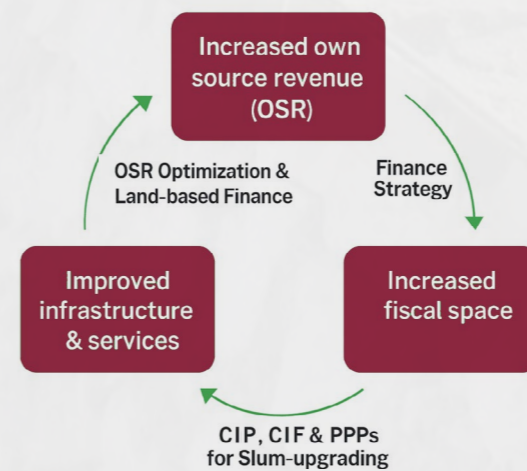 Increased own
source revenue
(OSR)
OSR Optimization &
Land-based Finance
Finance
Strategy
Improved
infrastructure
& services
Increased
fiscal space
CIP, CIF & PPPs
for Slum-upgrading